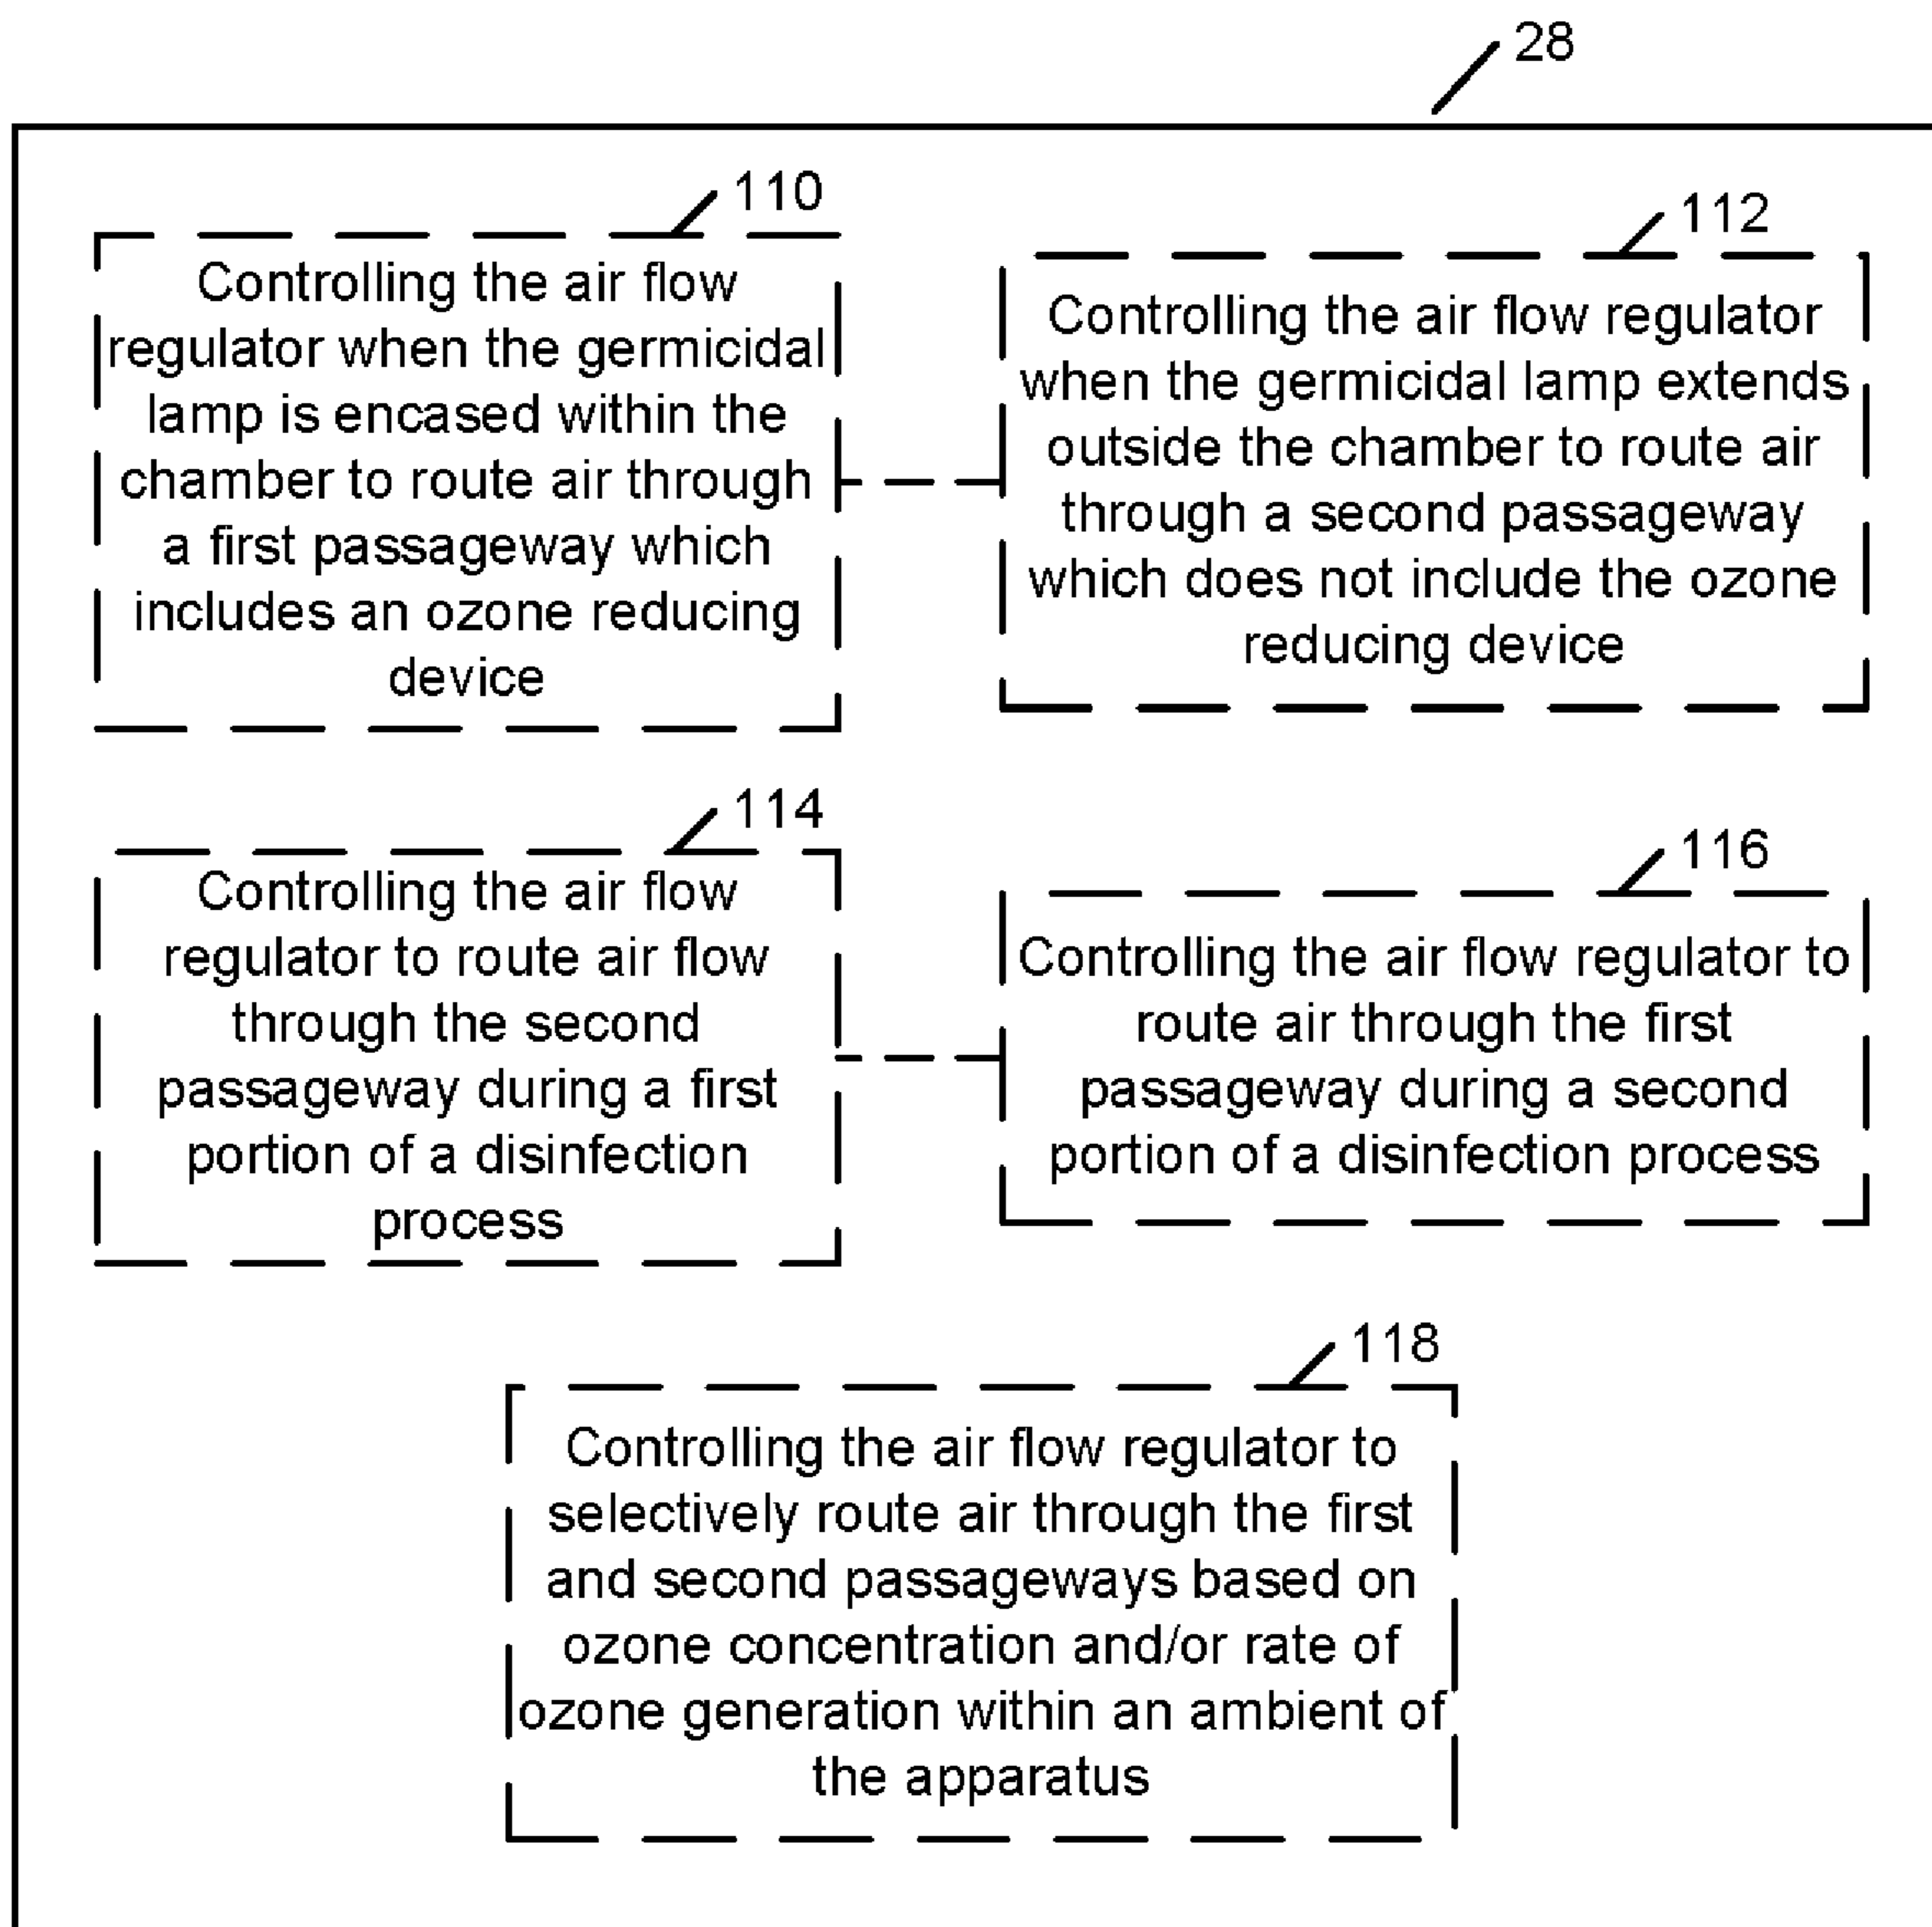 28
110
Controlling the air flow
regulator when the germicidal
lamp is encased within the
chamber to route air through
a first passageway which
includes an ozone reducing
device
112
Controlling the air flow regulator
when the germicidal lamp extends
outside the chamber to route air
through a second passageway
which does not include the ozone
reducing device
114
Controlling the air flow
regulator to route air flow
through the second
passageway during a first
portion of a disinfection
process
116
Controlling the air flow regulator to
route air through the first
passageway during a second
portion of a disinfection process
118
Controlling the air flow regulator to
selectively route air through the first
and second passageways based on
ozone concentration and/or rate of
ozone generation within an ambient of
the apparatus